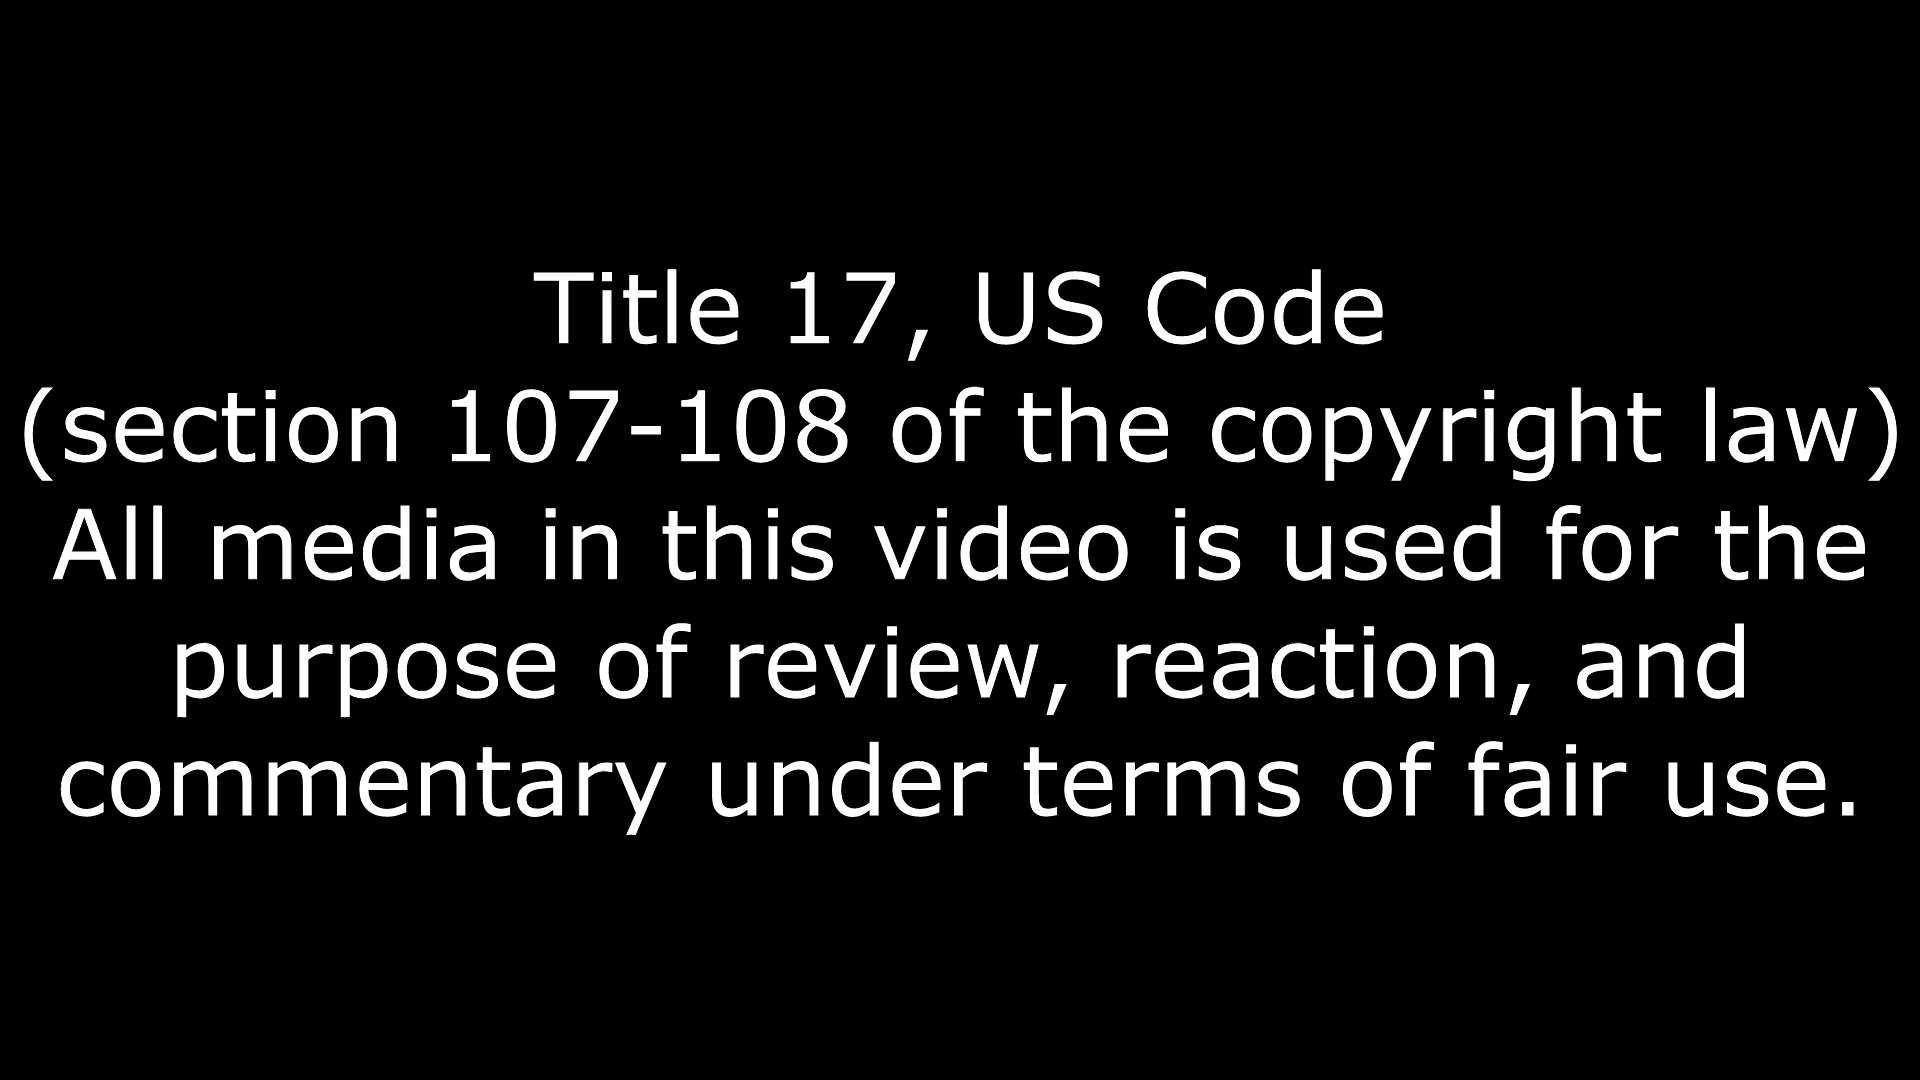 Title 17, US Code
(section 107-108 of the copyright law)
All media in this video is used for the
purpose of review, reaction, and
commentary under terms of fair use.